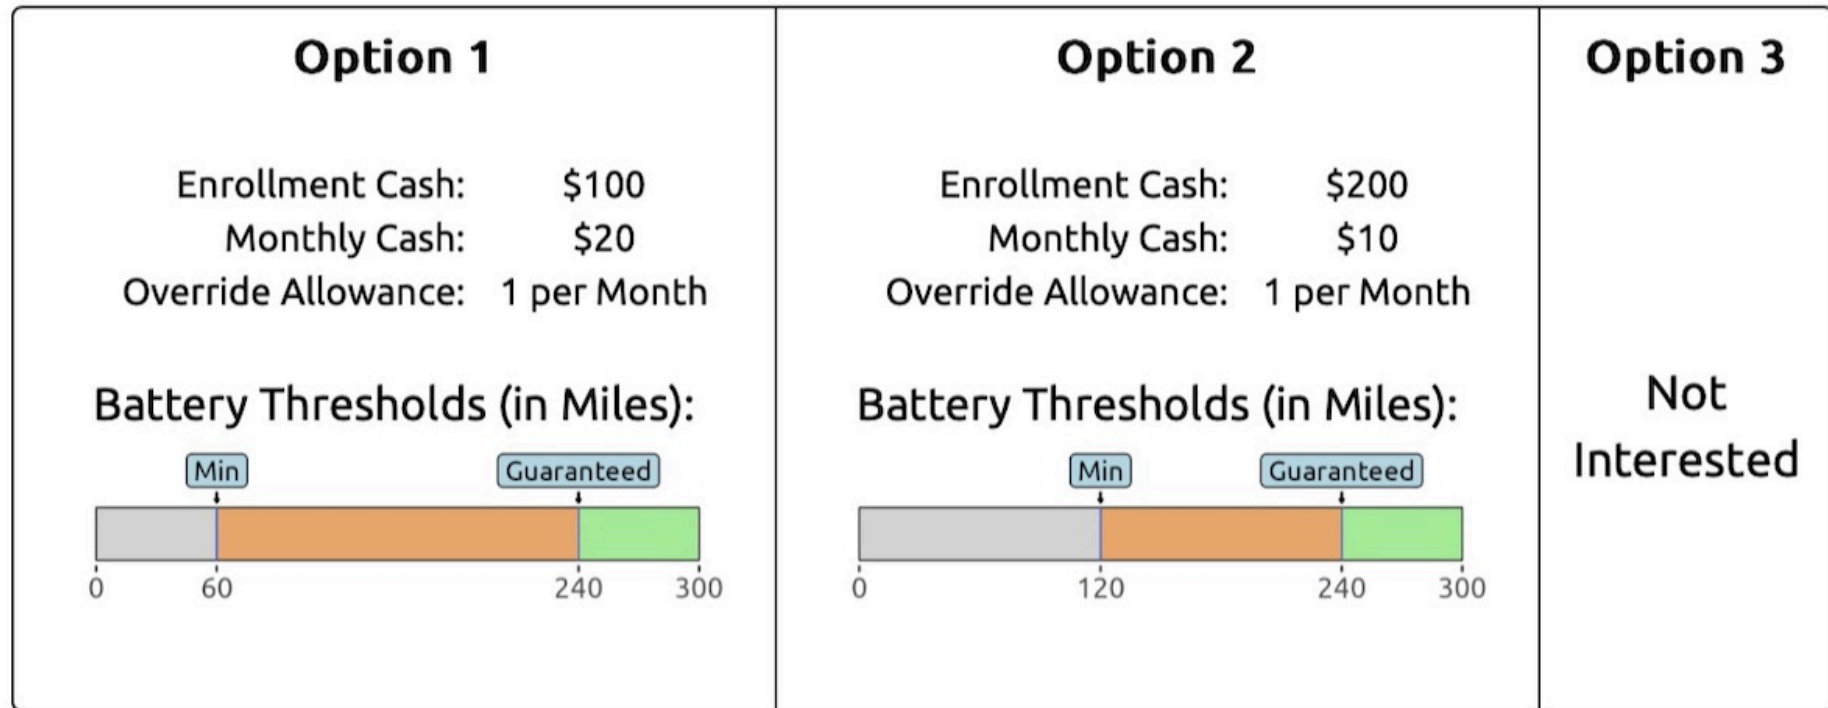 Option 1
Enrollment Cash: $100
Monthly Cash: $20
Override Allowance: 1 per Month
Battery Thresholds (in Miles):
Min Guaranteed
0 60 240 300
Option 2
Enrollment Cash: $200
Monthly Cash: $10
Override Allowance: 1 per Month
Battery Thresholds (in Miles):
Min Guaranteed
0 120 240 300
Option 3
Not
Interested